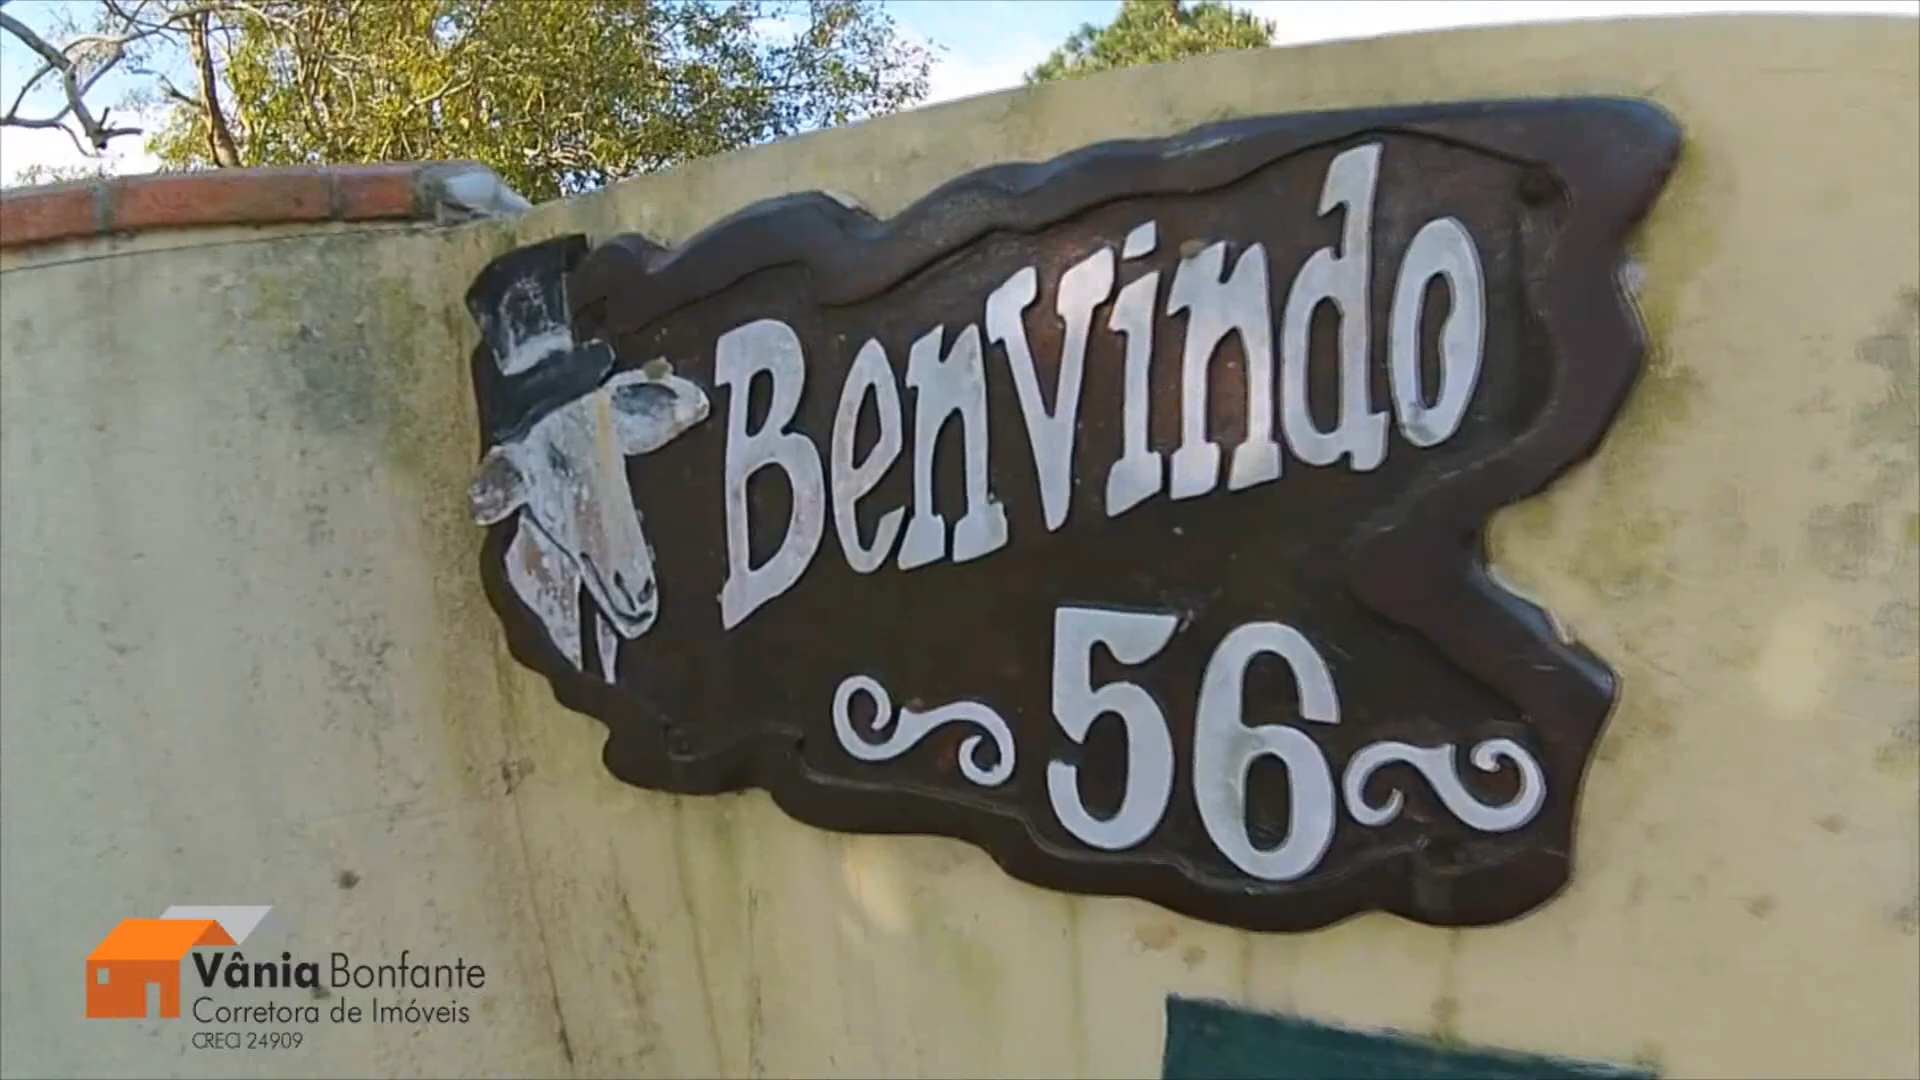 BenVindo
56
Vânia Bonfante
Corretora de Imóveis
CRECI 24909